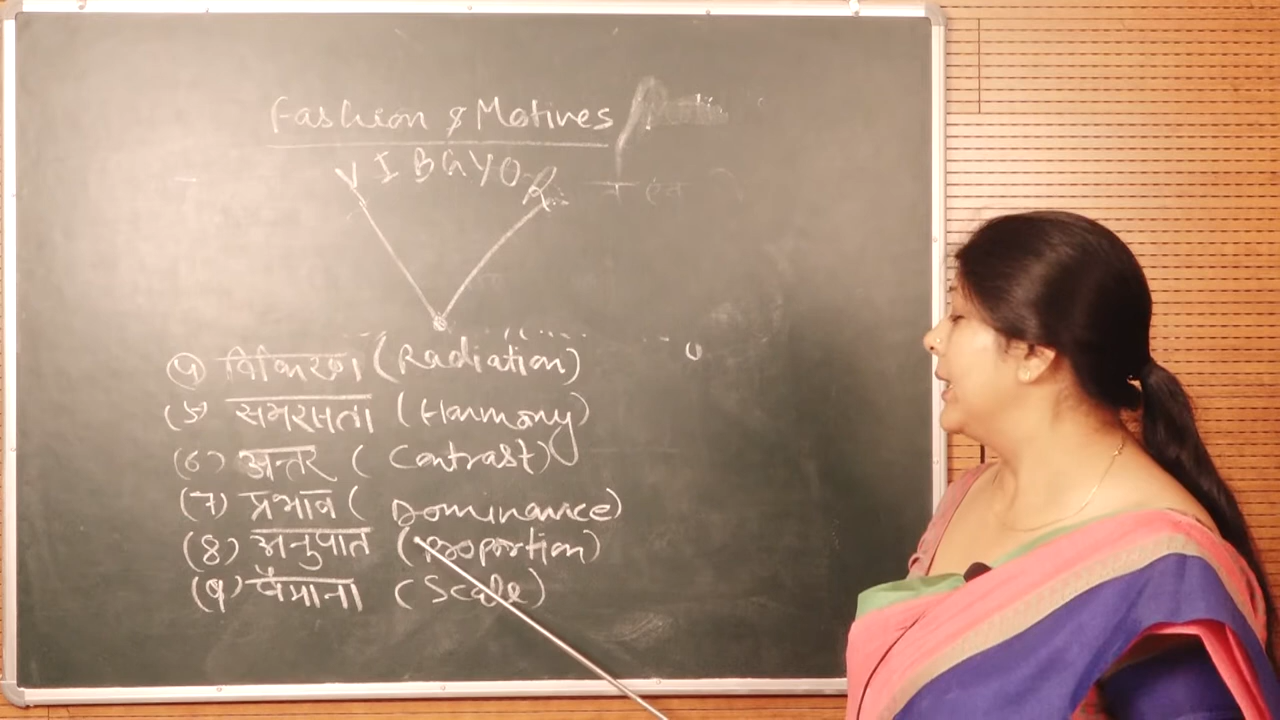 Fashion & Motives
V I B G Y O R
(4) विकिरण (Radiation)
(5) समरसता (Harmony)
(6) अन्तर (Contrast)
(7) प्रभाव (Dominance)
(8) अनुपात (Proportion)
(9) पैमाना (Scale)